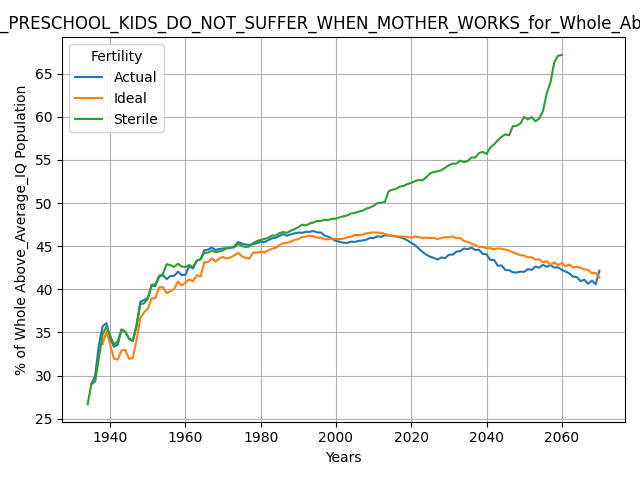 _PRESCHOOL_KIDS_DO_NOT_SUFFER_WHEN_MOTHER_WORKS_for_Whole_Ab
Fertility
Actual
Ideal
Sterile
% of Whole Above_Average_IQ Population
65
60
55
50
45
40
35
30
25
1940
1960
1980
2000
2020
2040
2060
Years